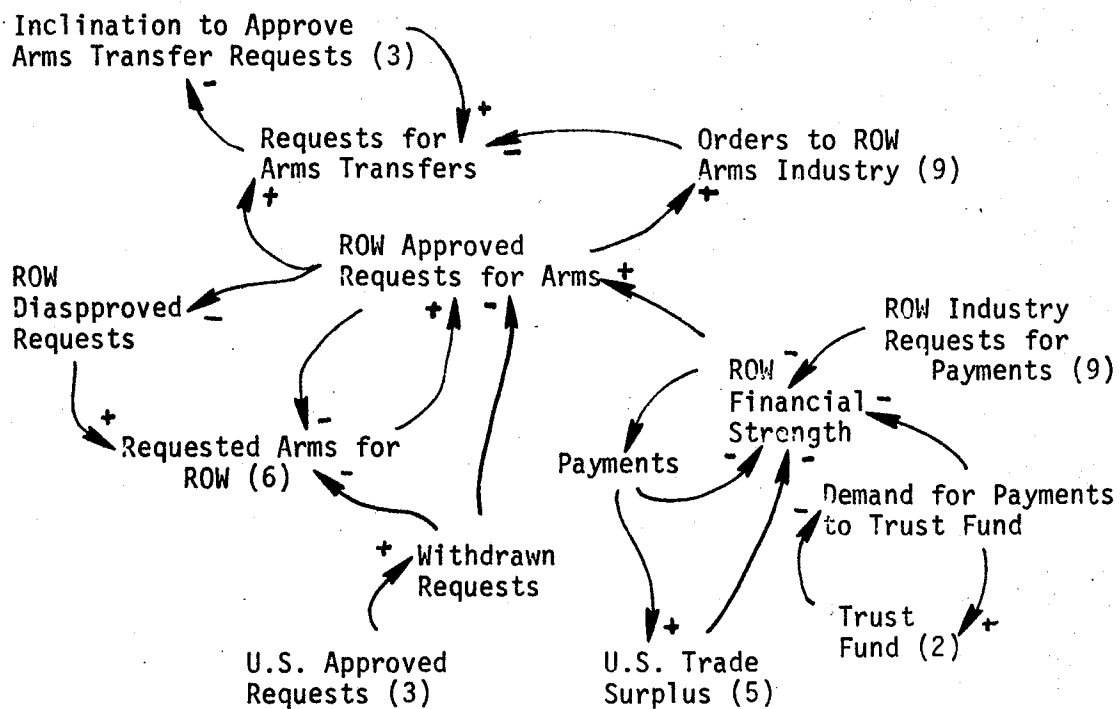 Inclination to Approve
Arms Transfer Requests (3)
-
+
Requests for
Arms Transfers
-
+
Orders to ROW
Arms Industry (9)
+
ROW Approved
Requests for Arms
+
+
-
ROW
Diaspproved
Requests
-
ROW Industry
Requests for
Payments (9)
ROW
Financial
Strength
-
-
-
-
+
Requested Arms for
ROW (6)
-
-
Payments
-
Demand for Payments
to Trust Fund
+
Withdrawn
Requests
+
Trust
Fund (2)
+
U.S. Approved
Requests (3)
U.S. Trade
Surplus (5)